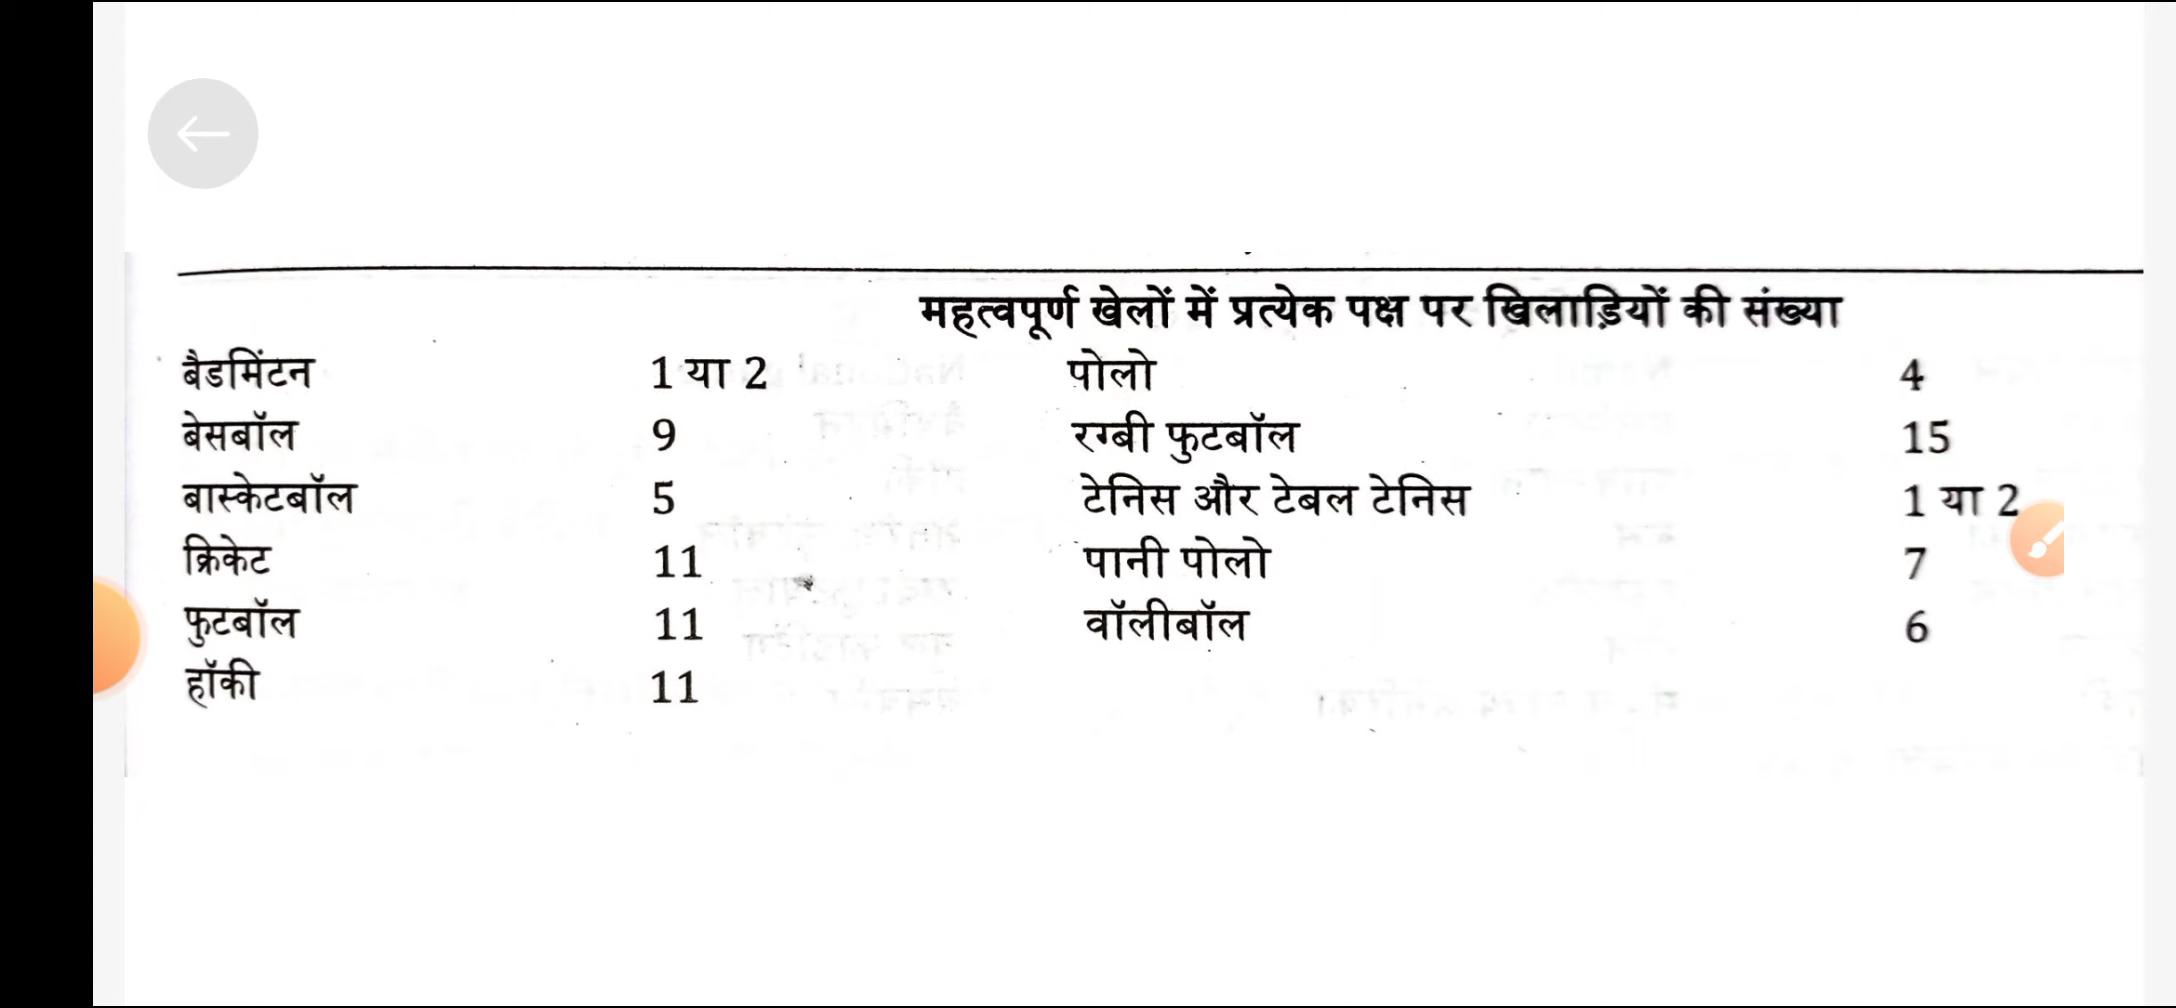 महत्वपूर्ण खेलों में प्रत्येक पक्ष पर खिलाड़ियों की संख्या
बैडमिंटन 1 या 2 पोलो 4
बेसबॉल 9 रग्बी फुटबॉल 15
बास्केटबॉल 5 टेनिस और टेबल टेनिस 1 या 2
क्रिकेट 11 पानी पोलो 7
फुटबॉल 11 वॉलीबॉल 6
हॉकी 11